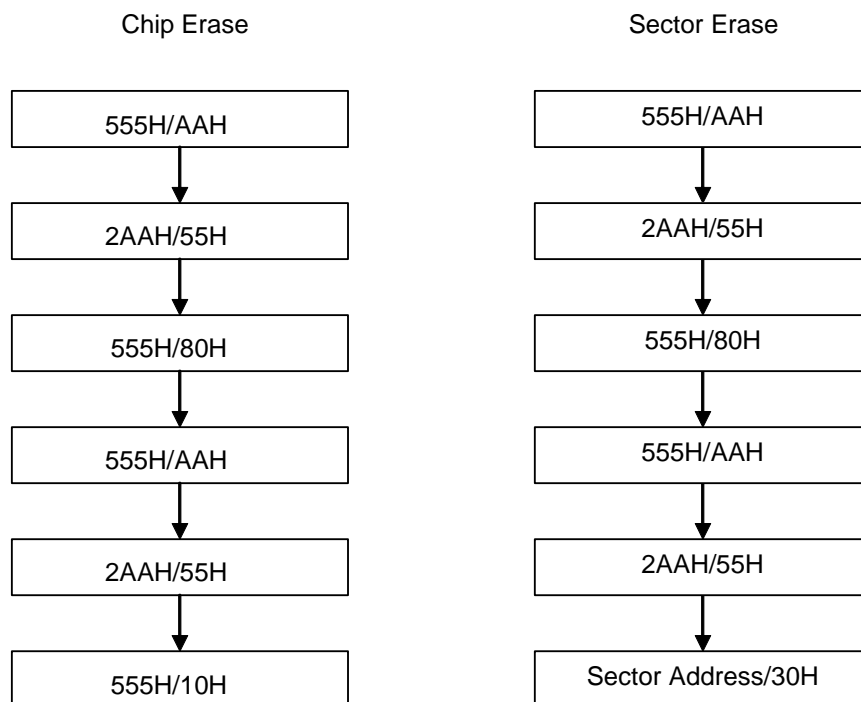 Chip Erase
555H/AAH
2AAH/55H
555H/80H
555H/AAH
2AAH/55H
555H/10H
Sector Erase
555H/AAH
2AAH/55H
555H/80H
555H/AAH
2AAH/55H
Sector Address/30H